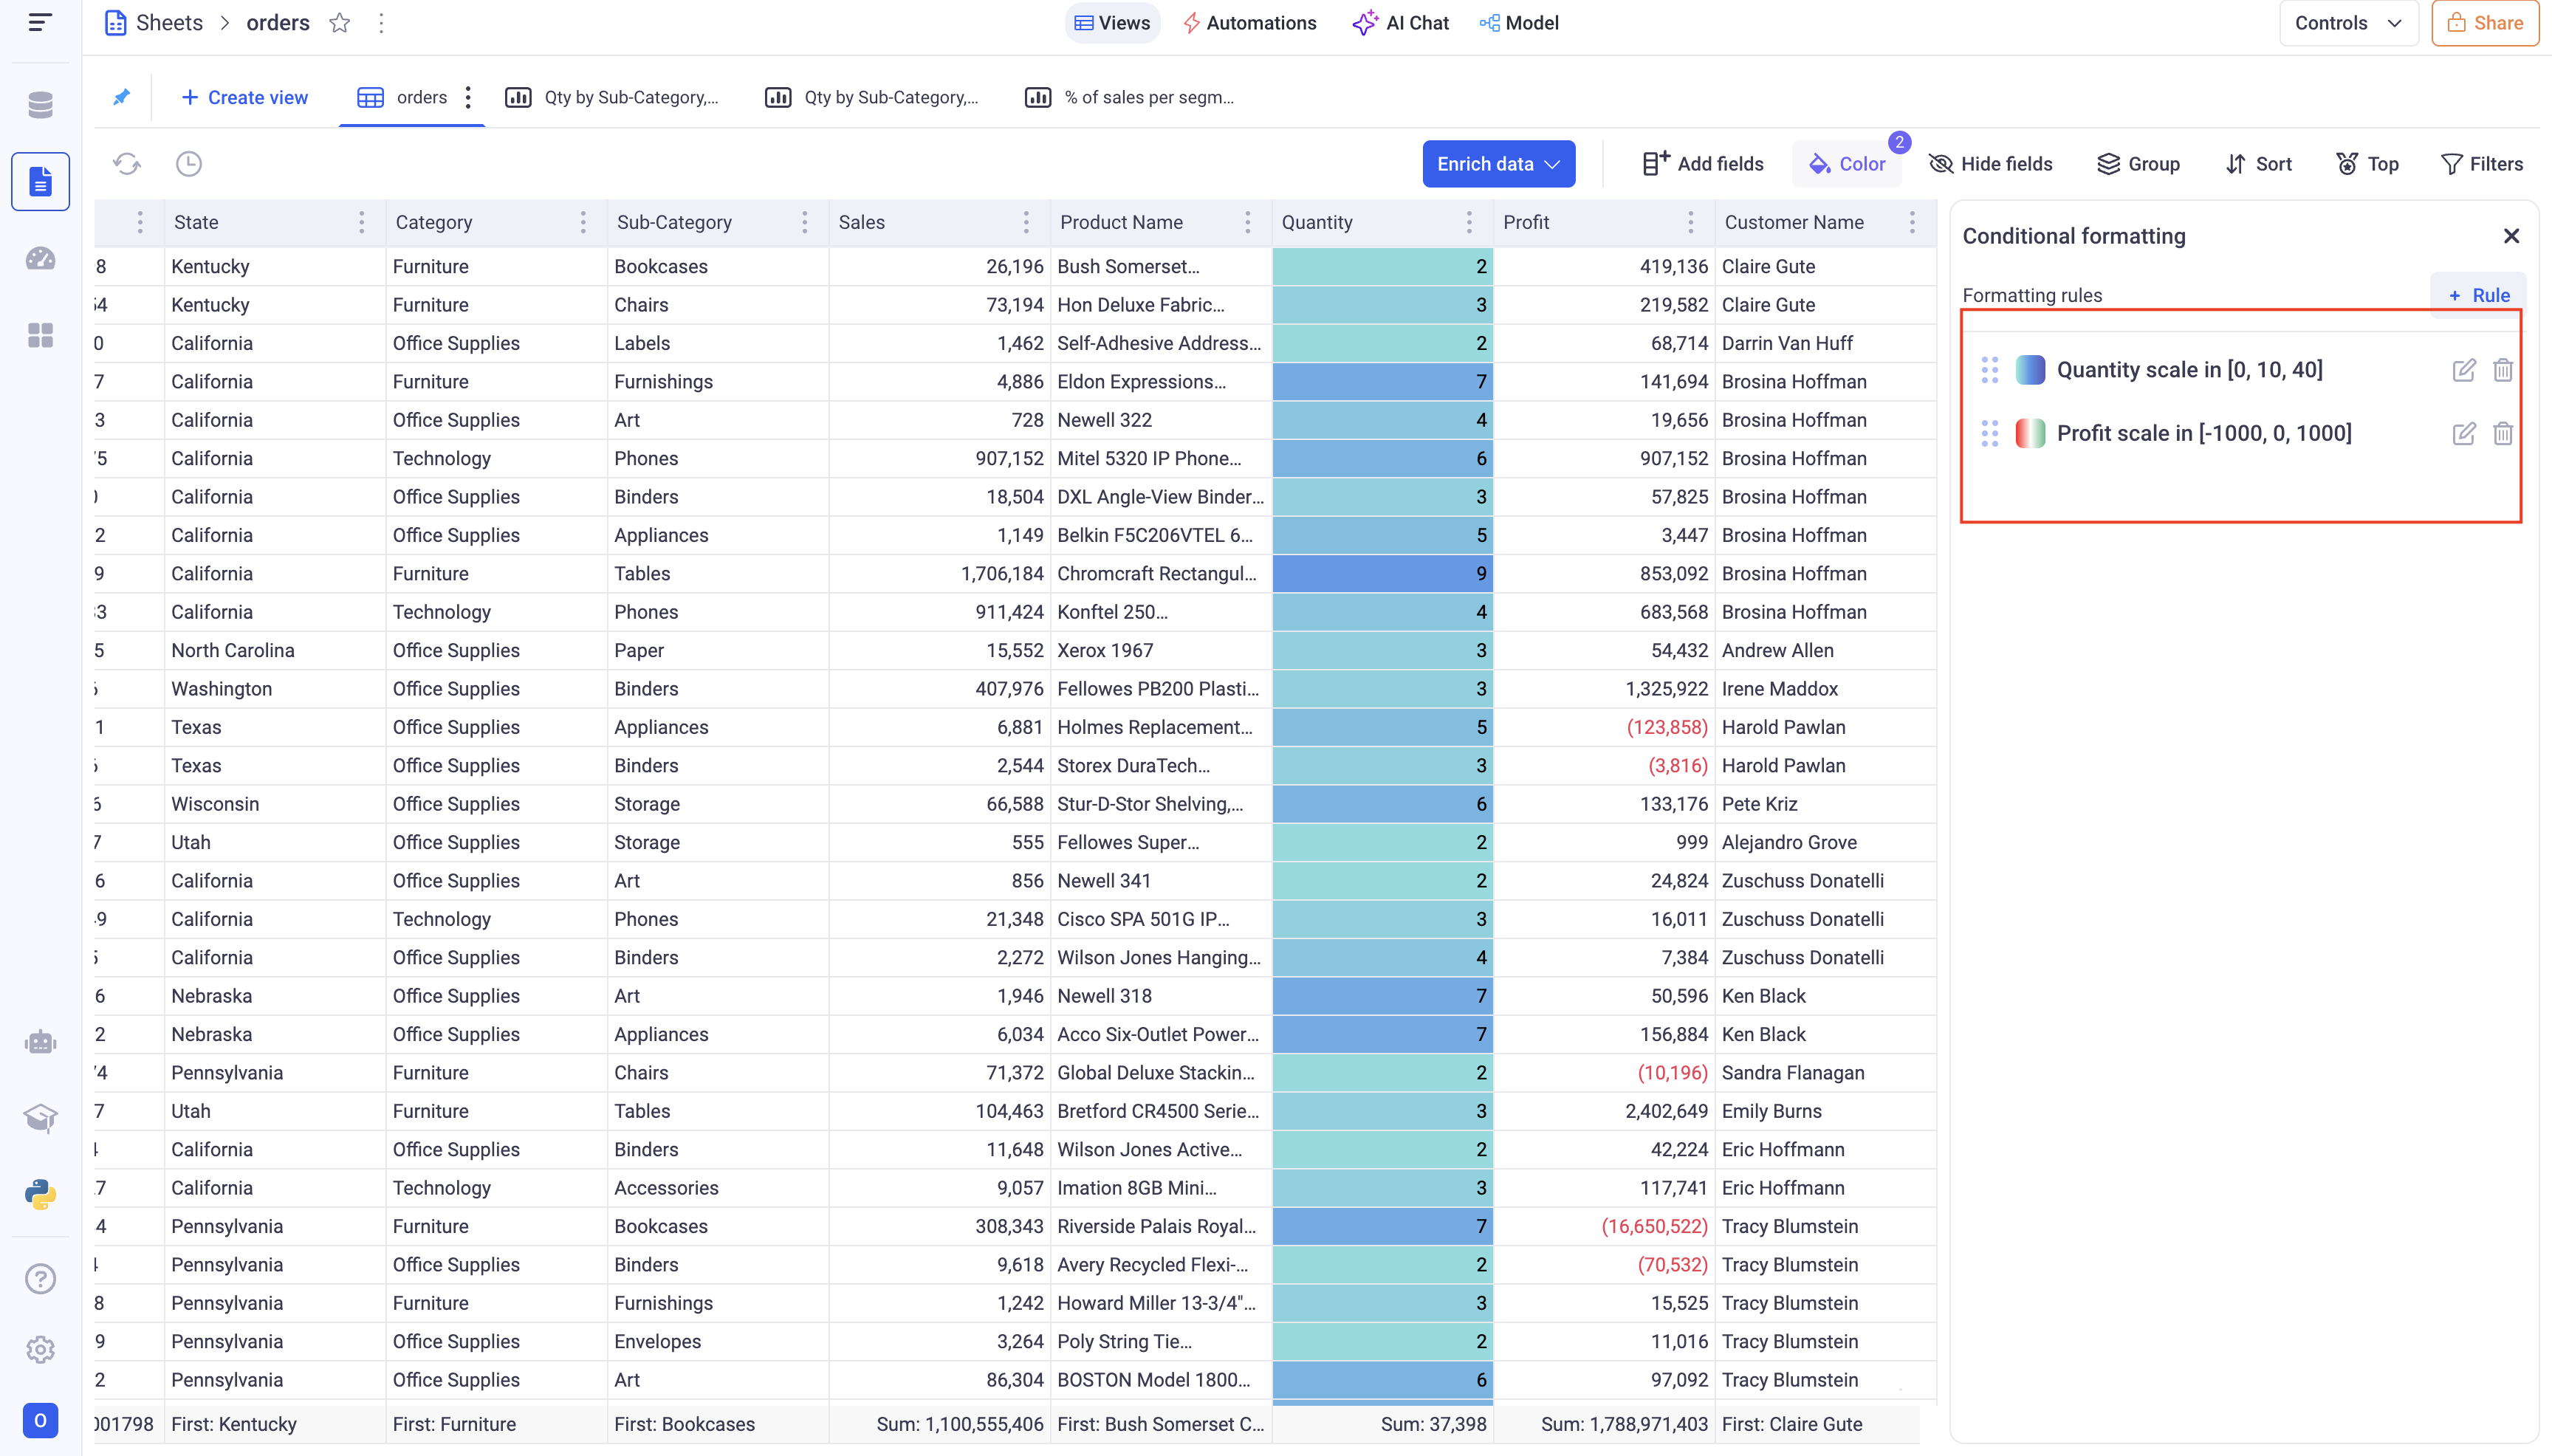 Sheets > orders
Views Automations AI Chat Model
Controls Share
+ Create view orders Qty by Sub-Category,... Qty by Sub-Category,... % of sales per segm...
Enrich data Add fields Color 2 Hide fields Group Sort Top Filters
State Category Sub-Category Sales Product Name Quantity Profit Customer Name
8 Kentucky Furniture Bookcases 26,196 Bush Somerset... 2 419,136 Claire Gute
54 Kentucky Furniture Chairs 73,194 Hon Deluxe Fabric... 3 219,582 Claire Gute
0 California Office Supplies Labels 1,462 Self-Adhesive Address... 2 68,714 Darrin Van Huff
7 California Furniture Furnishings 4,886 Eldon Expressions... 7 141,694 Brosina Hoffman
3 California Office Supplies Art 728 Newell 322 4 19,656 Brosina Hoffman
5 California Technology Phones 907,152 Mitel 5320 IP Phone... 6 907,152 Brosina Hoffman
California Office Supplies Binders 18,504 DXL Angle-View Binder... 3 57,825 Brosina Hoffman
2 California Office Supplies Appliances 1,149 Belkin F5C206VTEL 6... 5 3,447 Brosina Hoffman
9 California Furniture Tables 1,706,184 Chromcraft Rectangul... 9 853,092 Brosina Hoffman
3 California Technology Phones 911,424 Konftel 250... 4 683,568 Brosina Hoffman
5 North Carolina Office Supplies Paper 15,552 Xerox 1967 3 54,432 Andrew Allen
Washington Office Supplies Binders 407,976 Fellowes PB200 Plasti... 3 1,325,922 Irene Maddox
1 Texas Office Supplies Appliances 6,881 Holmes Replacement... 5 (123,858) Harold Pawlan
Texas Office Supplies Binders 2,544 Storex DuraTech... 3 (3,816) Harold Pawlan
6 Wisconsin Office Supplies Storage 66,588 Stur-D-Stor Shelving,... 6 133,176 Pete Kriz
7 Utah Office Supplies Storage 555 Fellowes Super... 2 999 Alejandro Grove
6 California Office Supplies Art 856 Newell 341 2 24,824 Zuschuss Donatelli
9 California Technology Phones 21,348 Cisco SPA 501G IP... 3 16,011 Zuschuss Donatelli
California Office Supplies Binders 2,272 Wilson Jones Hanging... 4 7,384 Zuschuss Donatelli
6 Nebraska Office Supplies Art 1,946 Newell 318 7 50,596 Ken Black
2 Nebraska Office Supplies Appliances 6,034 Acco Six-Outlet Power... 7 156,884 Ken Black
4 Pennsylvania Furniture Chairs 71,372 Global Deluxe Stackin... 2 (10,196) Sandra Flanagan
7 Utah Furniture Tables 104,463 Bretford CR4500 Serie... 3 2,402,649 Emily Burns
California Office Supplies Binders 11,648 Wilson Jones Active... 2 42,224 Eric Hoffmann
7 California Technology Accessories 9,057 Imation 8GB Mini... 3 117,741 Eric Hoffmann
4 Pennsylvania Furniture Bookcases 308,343 Riverside Palais Royal... 7 (16,650,522) Tracy Blumstein
Pennsylvania Office Supplies Binders 9,618 Avery Recycled Flexi-... 2 (70,532) Tracy Blumstein
8 Pennsylvania Furniture Furnishings 1,242 Howard Miller 13-3/4"... 3 15,525 Tracy Blumstein
9 Pennsylvania Office Supplies Envelopes 3,264 Poly String Tie... 2 11,016 Tracy Blumstein
2 Pennsylvania Office Supplies Art 86,304 BOSTON Model 1800... 6 97,092 Tracy Blumstein
001798 First: Kentucky First: Furniture First: Bookcases Sum: 1,100,555,406 First: Bush Somerset C... Sum: 37,398 Sum: 1,788,971,403 First: Claire Gute
Conditional formatting
Formatting rules + Rule
Quantity scale in [0, 10, 40]
Profit scale in [-1000, 0, 1000]
O